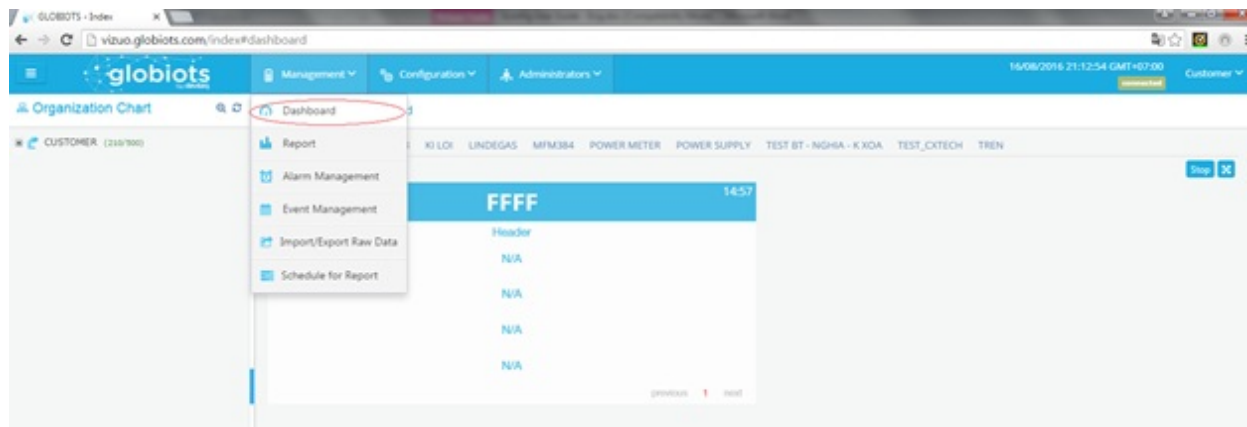 GLOBIOTS - Index
vizuo.globiots.com/index#dashboard
globiots
Management
Configuration
Administrators
16/08/2016 21:12:54 GMT+07:00
connected
Customer
Organization Chart
Dashboard
CUSTOMER (210/500)
Report
KI LOI LINDEGAS MFM384 POWER METER POWER SUPPLY TEST BT - NGHIA - K XOA TEST_CXTECH TREN
Alarm Management
Stop
Event Management
FFFF
14:57
Import/Export Raw Data
Header
N/A
Schedule for Report
N/A
N/A
N/A
previous 1 next